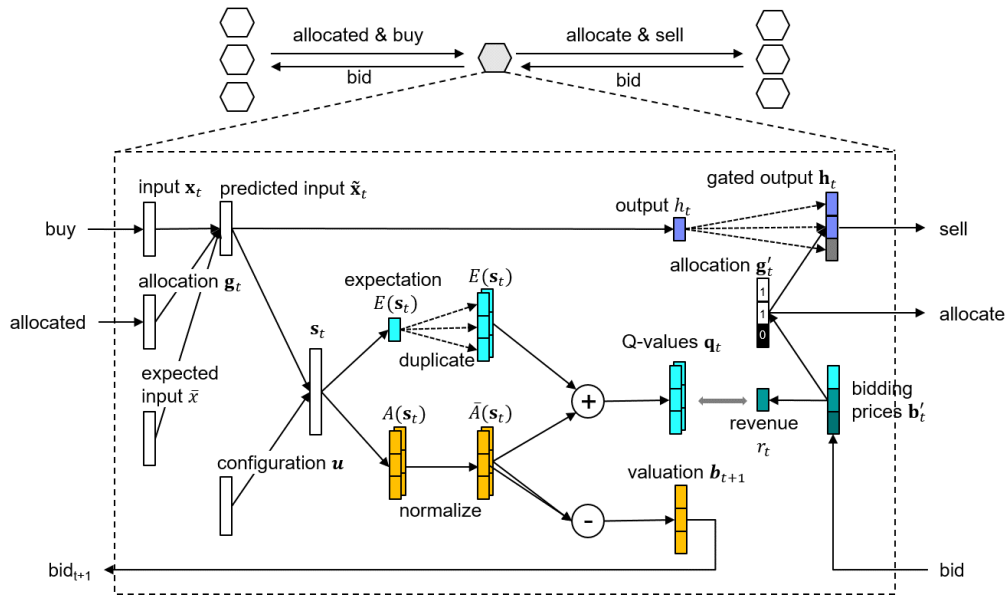 allocated & buy
bid
allocate & sell
bid
input 𝐱ₜ
predicted input 𝐱̃ₜ
output hₜ
gated output 𝐡ₜ
buy
sell
allocation 𝐠ₜ
allocation 𝐠′ₜ
1
1
0
allocated
allocate
expected
input x̄
expectation
E(𝐬ₜ)
E(𝐬ₜ)
duplicate
𝐬ₜ
Q-values 𝐪ₜ
+
revenue
rₜ
bidding
prices 𝐛′ₜ
A(𝐬ₜ)
Ā(𝐬ₜ)
normalize
configuration 𝒖
valuation 𝒃ₜ₊₁
-
bidₜ₊₁
bid